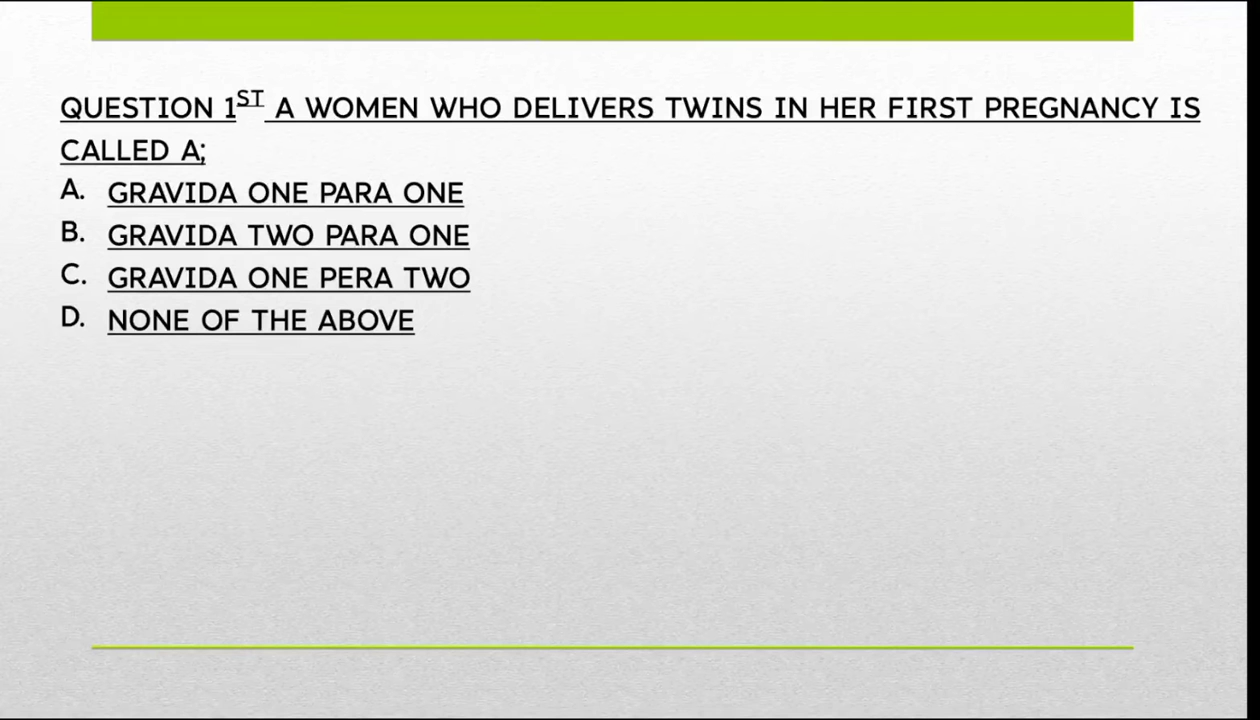 QUESTION 1ST A WOMEN WHO DELIVERS TWINS IN HER FIRST PREGNANCY IS
CALLED A;
A. GRAVIDA ONE PARA ONE
B. GRAVIDA TWO PARA ONE
C. GRAVIDA ONE PERA TWO
D. NONE OF THE ABOVE